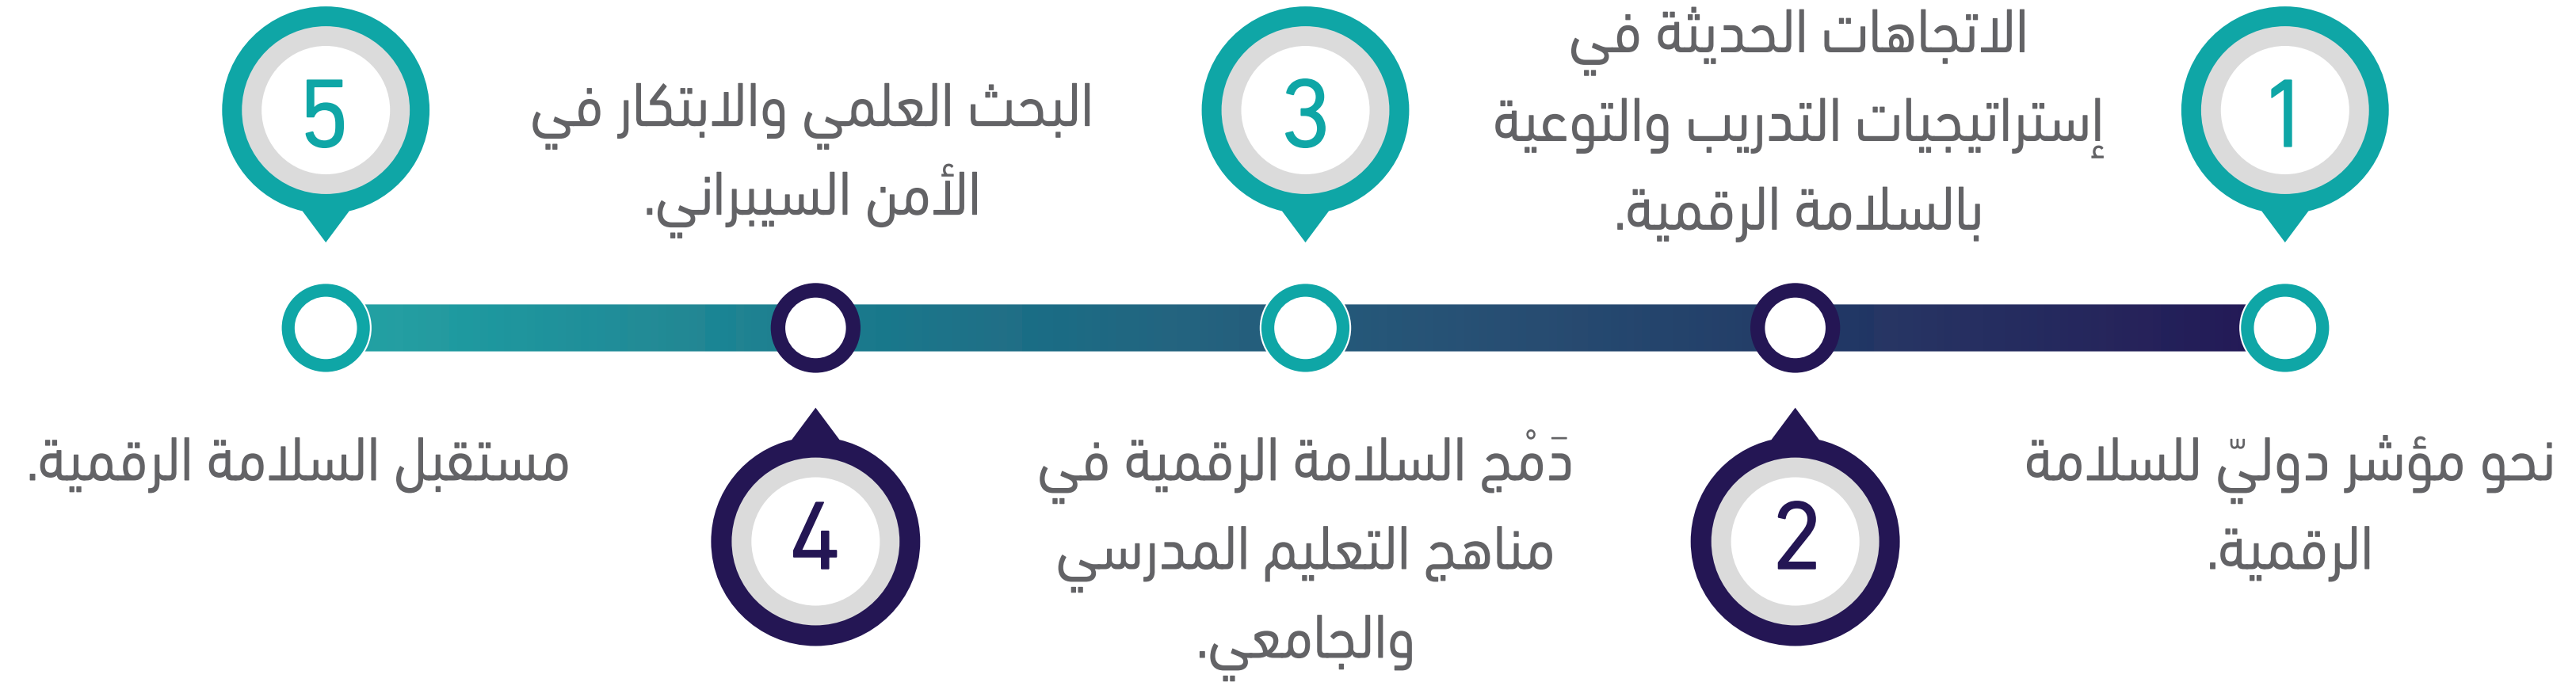 1
نحو مؤشر دوليّ للسلامة
الرقمية.
2
الاتجاهات الحديثة في
إستراتيجيات التدريب والتوعية
بالسلامة الرقمية.
3
دَمْج السلامة الرقمية في
مناهج التعليم المدرسي
والجامعي.
4
البحث العلمي والابتكار في
الأمن السيبراني.
5
مستقبل السلامة الرقمية.